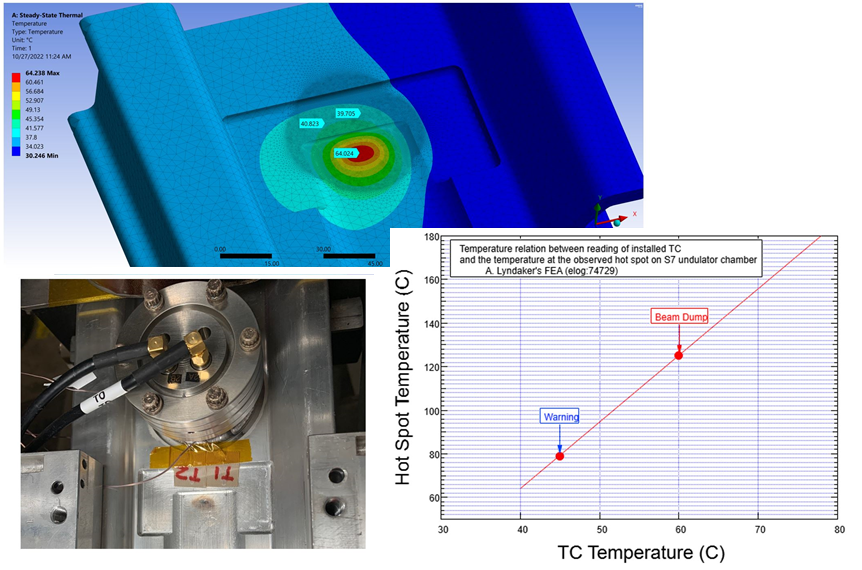 A: Steady-State Thermal
Temperature
Type: Temperature
Unit: °C
Time: 1
10/27/2022 11:24 AM
64.238 Max
60.461
56.684
52.907
49.13
45.354
41.577
37.8
34.023
30.246 Min
39.705
40.823
64.024
Y
X
0.00
30.00
15.00
45.00
T1 T2
Temperature relation between reading of installed TC
and the temperature at the observed hot spot on S7 undulator chamber
A. Lyndaker's FEA (elog:74729)
Beam Dump
Warning
Hot Spot Temperature (C)
180
160
140
120
100
80
60
30
40
50
60
70
80
TC Temperature (C)